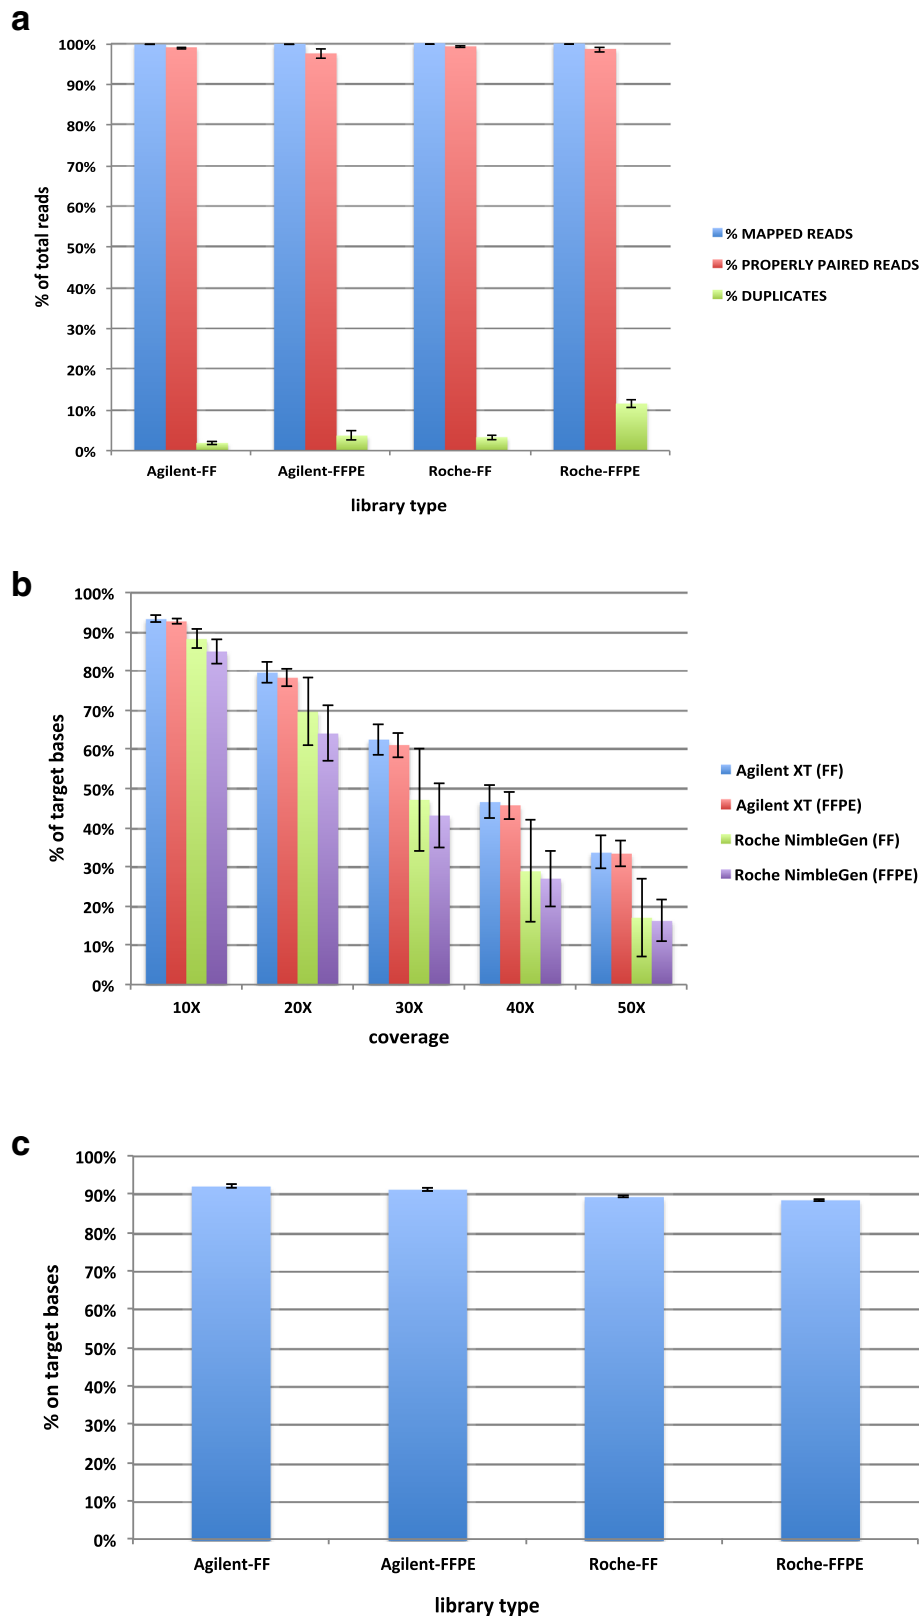 a
100%
90%
80%
70%
60%
50%
40%
30%
20%
10%
0%
% of total reads
Agilent-FF
Agilent-FFPE
Roche-FF
Roche-FFPE
library type
% MAPPED READS
% PROPERLY PAIRED READS
% DUPLICATES
b
100%
90%
80%
70%
60%
50%
40%
30%
20%
10%
0%
% of target bases
10X
20X
30X
40X
50X
coverage
Agilent XT (FF)
Agilent XT (FFPE)
Roche NimbleGen (FF)
Roche NimbleGen (FFPE)
c
100%
90%
80%
70%
60%
50%
40%
30%
20%
10%
0%
% on target bases
Agilent-FF
Agilent-FFPE
Roche-FF
Roche-FFPE
library type